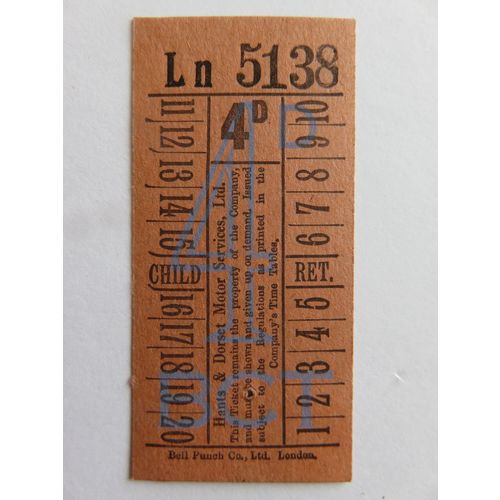 Ln 5138
11 12 13 14 15 CHILD 16 17 18 19 20
4D
Hants & Dorset Motor Services, Ltd.
This Ticket remains the property of the Company,
and must be shown and given up on demand. Issued
subject to the Regulations as printed in the
Company's Time Tables.
1 2 3 4 5 RET. 6 7 8 9 10
4D
Bell Punch Co., Ltd. London.